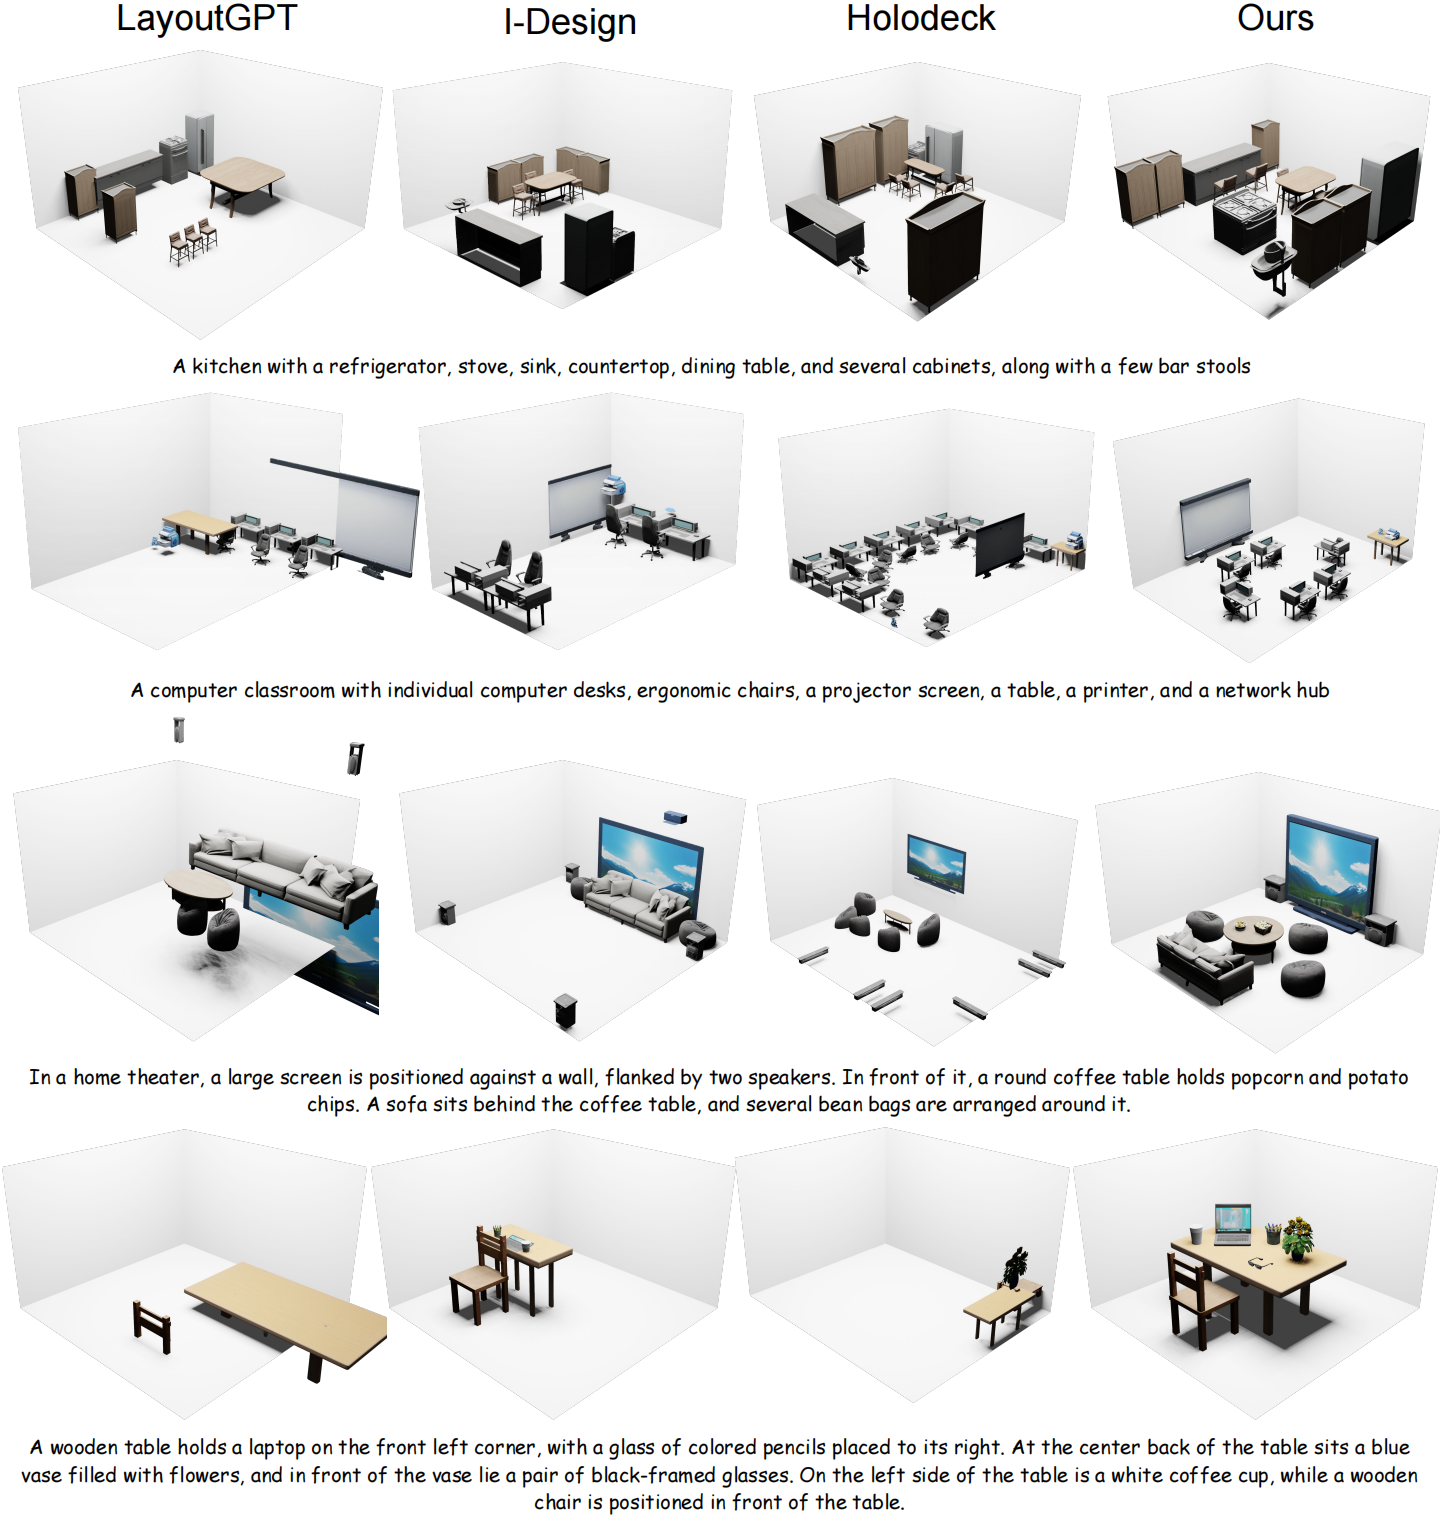 LayoutGPT
I-Design
Holodeck
Ours
A kitchen with a refrigerator, stove, sink, countertop, dining table, and several cabinets, along with a few bar stools
A computer classroom with individual computer desks, ergonomic chairs, a projector screen, a table, a printer, and a network hub
In a home theater, a large screen is positioned against a wall, flanked by two speakers. In front of it, a round coffee table holds popcorn and potato
chips. A sofa sits behind the coffee table, and several bean bags are arranged around it.
A wooden table holds a laptop on the front left corner, with a glass of colored pencils placed to its right. At the center back of the table sits a blue
vase filled with flowers, and in front of the vase lie a pair of black-framed glasses. On the left side of the table is a white coffee cup, while a wooden
chair is positioned in front of the table.